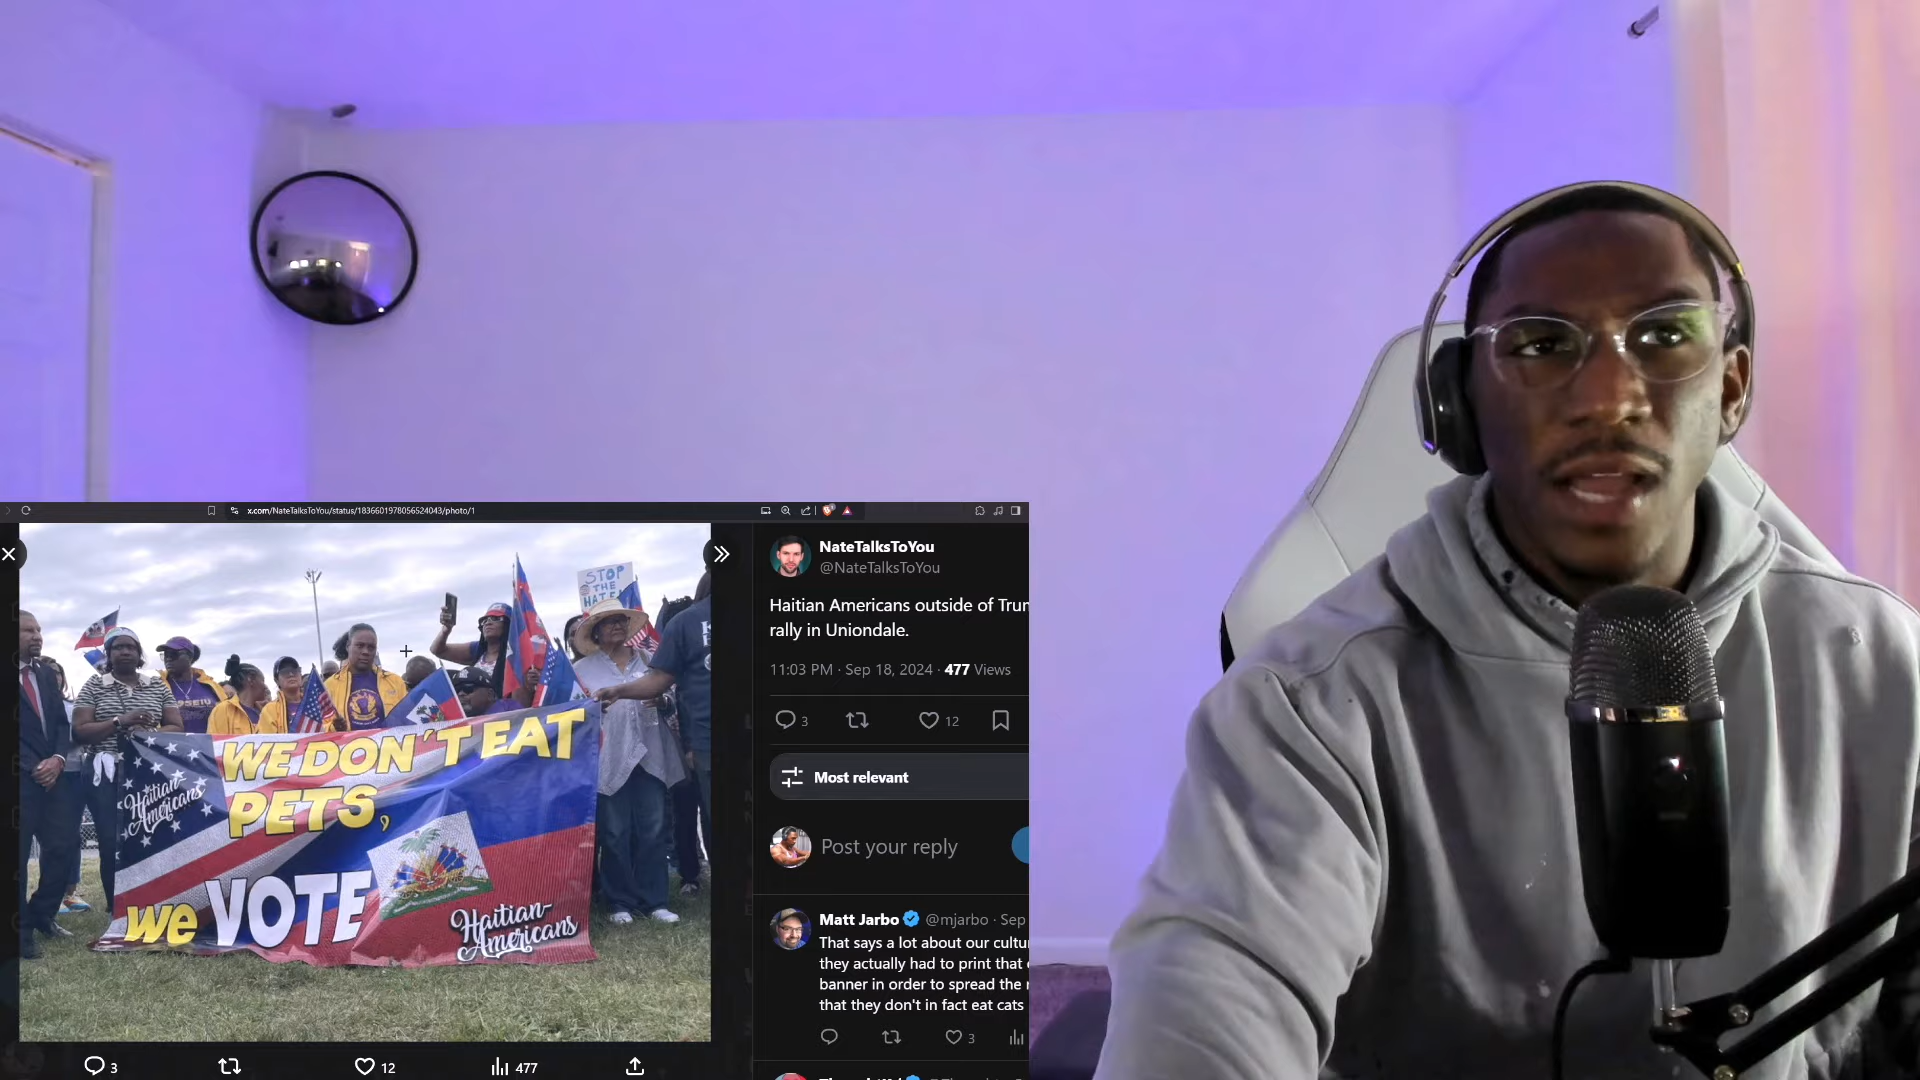 x.com/NateTalksToYou/status/1836601978056524043/photo/1
STOP
THE
HATE!
SEIU
Haitian
Americans
WE DON'T EAT
PETS,
we VOTE
Haitian-
Americans
3
12
477
NateTalksToYou
@NateTalksToYou
Haitian Americans outside of
rally in Uniondale.
11:03 PM · Sep 18, 2024 · 477 Views
3
12
Most relevant
Post your reply
Matt Jarbo @mjarbo · Sep
That says a lot about our
they actually had to print that
banner in order to spread the
that they don't in fact eat cats
3